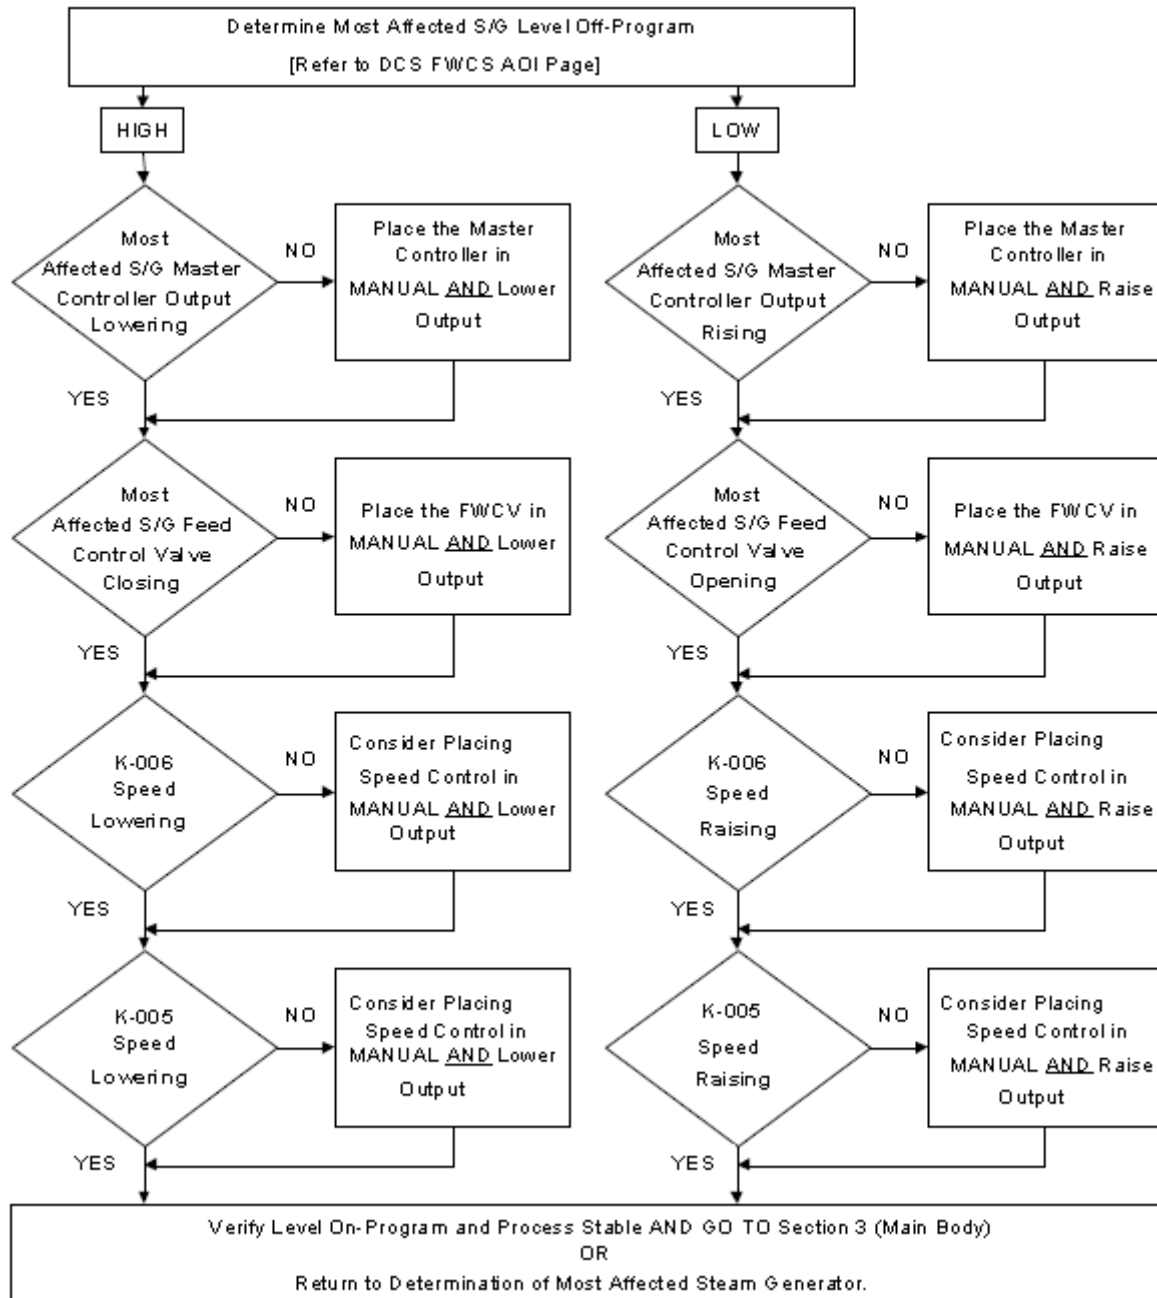 Determine Most Affected S/G Level Off-Program
[Refer to DCS FWCS AOI Page]
HIGH
LOW
Most
Affected S/G Master
Controller Output
Lowering
NO
Place the Master
Controller in
MANUAL AND Lower
Output
Most
Affected S/G Master
Controller Output
Rising
NO
Place the Master
Controller in
MANUAL AND Raise
Output
YES
YES
Most
Affected S/G Feed
Control Valve
Closing
NO
Place the FWCV in
MANUAL AND Lower
Output
Most
Affected S/G Feed
Control Valve
Opening
NO
Place the FWCV in
MANUAL AND Raise
Output
YES
YES
K-006
Speed
Lowering
NO
Consider Placing
Speed Control in
MANUAL AND Lower
Output
K-006
Speed
Raising
NO
Consider Placing
Speed Control in
MANUAL AND Raise
Output
YES
YES
K-005
Speed
Lowering
NO
Consider Placing
Speed Control in
MANUAL AND Lower
Output
K-005
Speed
Raising
NO
Consider Placing
Speed Control in
MANUAL AND Raise
Output
YES
YES
Verify Level On-Program and Process Stable AND GO TO Section 3 (Main Body)
OR
Return to Determination of Most Affected Steam Generator.